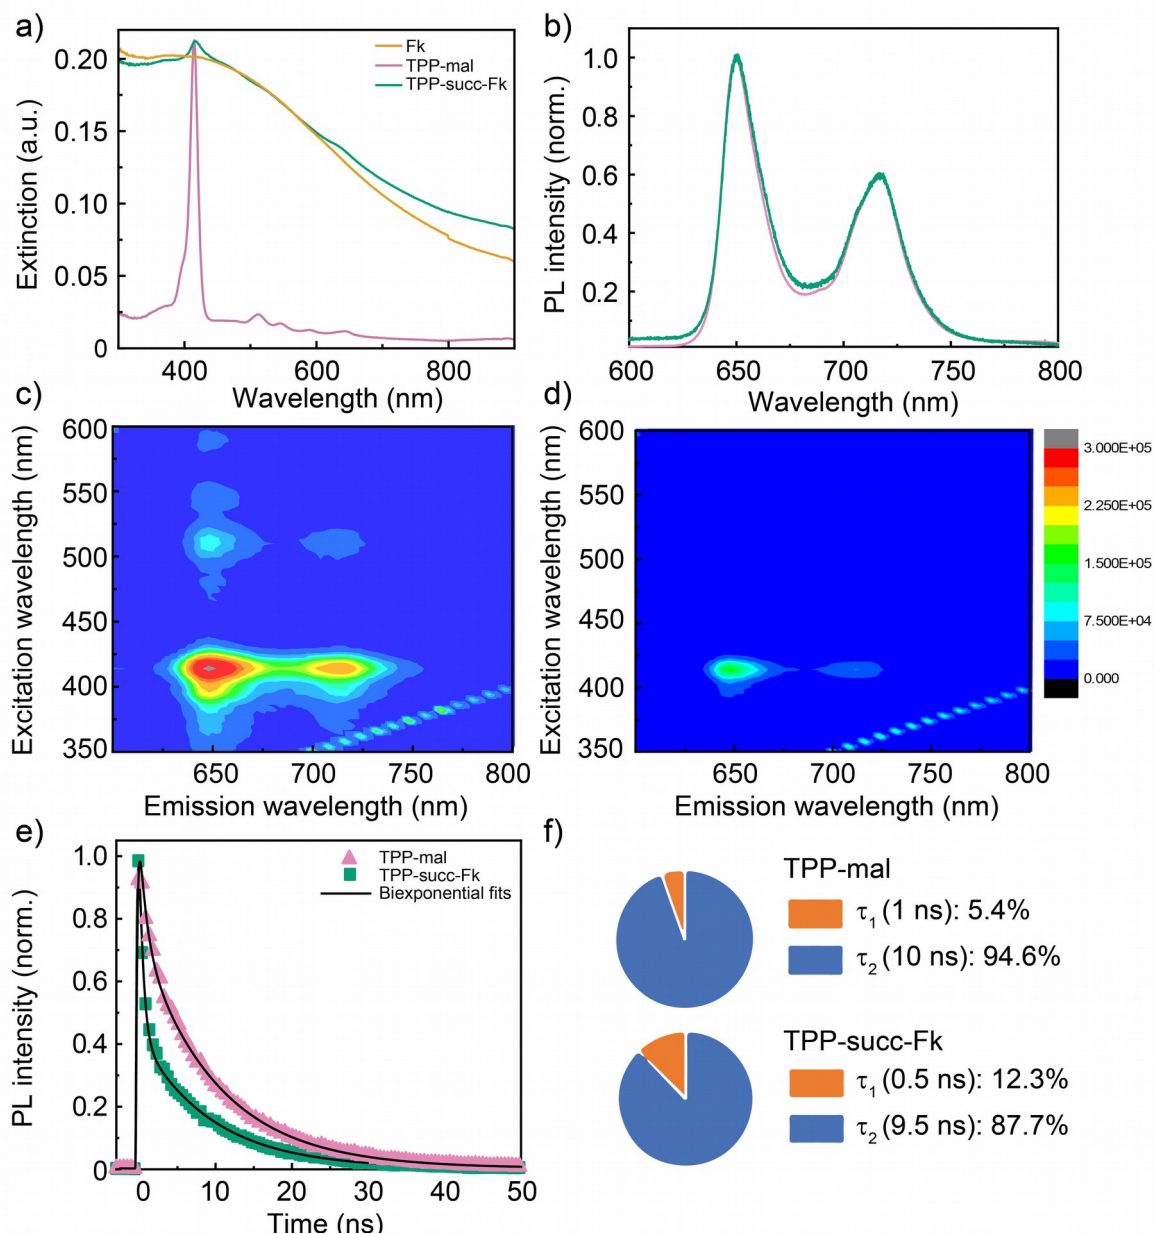 a)
Fk
TPP-mal
TPP-succ-Fk
0.20
0.15
0.10
0.05
0
Extinction (a.u.)
400 600 800
Wavelength (nm)
b)
1.0
0.8
0.6
0.4
0.2
PL intensity (norm.)
600 650 700 750 800
Wavelength (nm)
c)
600
550
500
450
400
350
Excitation wavelength (nm)
650 700 750 800
Emission wavelength (nm)
d)
600
550
500
450
400
350
Excitation wavelength (nm)
650 700 750 800
Emission wavelength (nm)
3.000E+05
2.250E+05
1.500E+05
7.500E+04
0.000
e)
TPP-mal
TPP-succ-Fk
Biexponential fits
1.0
0.8
0.6
0.4
0.2
0
PL intensity (norm.)
0 10 20 30 40 50
Time (ns)
f)
TPP-mal
τ1 (1 ns): 5.4%
τ2 (10 ns): 94.6%
TPP-succ-Fk
τ1 (0.5 ns): 12.3%
τ2 (9.5 ns): 87.7%